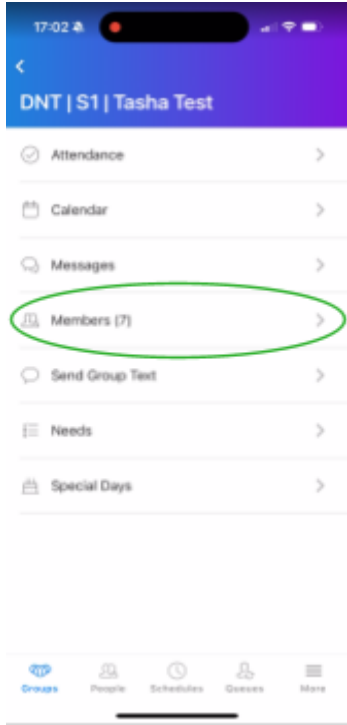 17:02
DNT | S1 | Tasha Test
Attendance
Calendar
Messages
Members (7)
Send Group Text
Needs
Special Days
Groups People Schedules Queues More